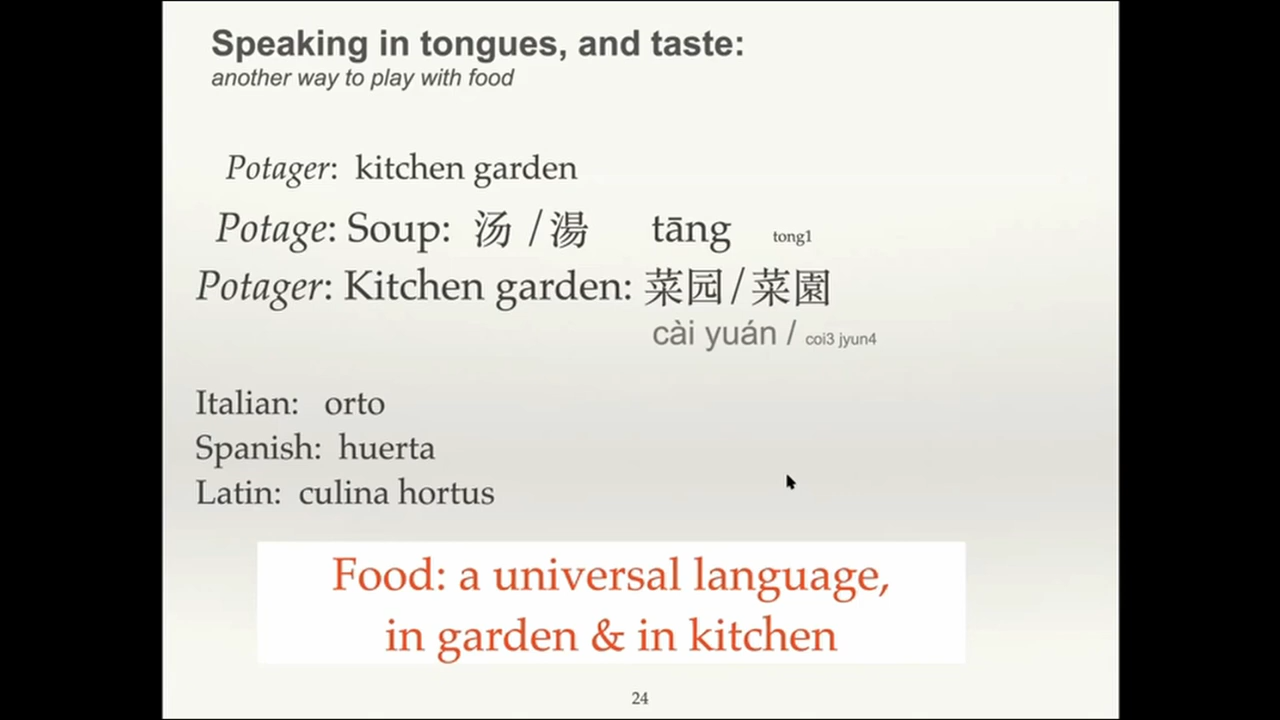 Speaking in tongues, and taste:
another way to play with food
Potager: kitchen garden
Potage: Soup: 汤 / 湯 tāng tong1
Potager: Kitchen garden: 菜园 / 菜園
cài yuán / coi3 jyun4
Italian: orto
Spanish: huerta
Latin: culina hortus
Food: a universal language,
in garden & in kitchen
24